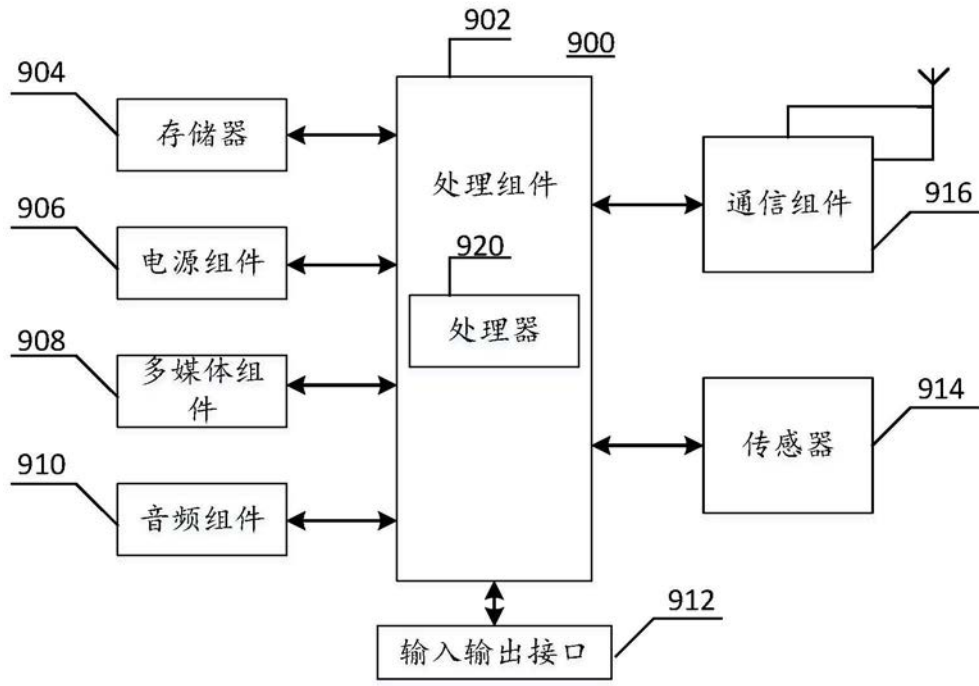 902
900
904
存储器
处理组件
通信组件
916
906
电源组件
920
处理器
908
多媒体组
件
914
传感器
910
音频组件
912
输入输出接口